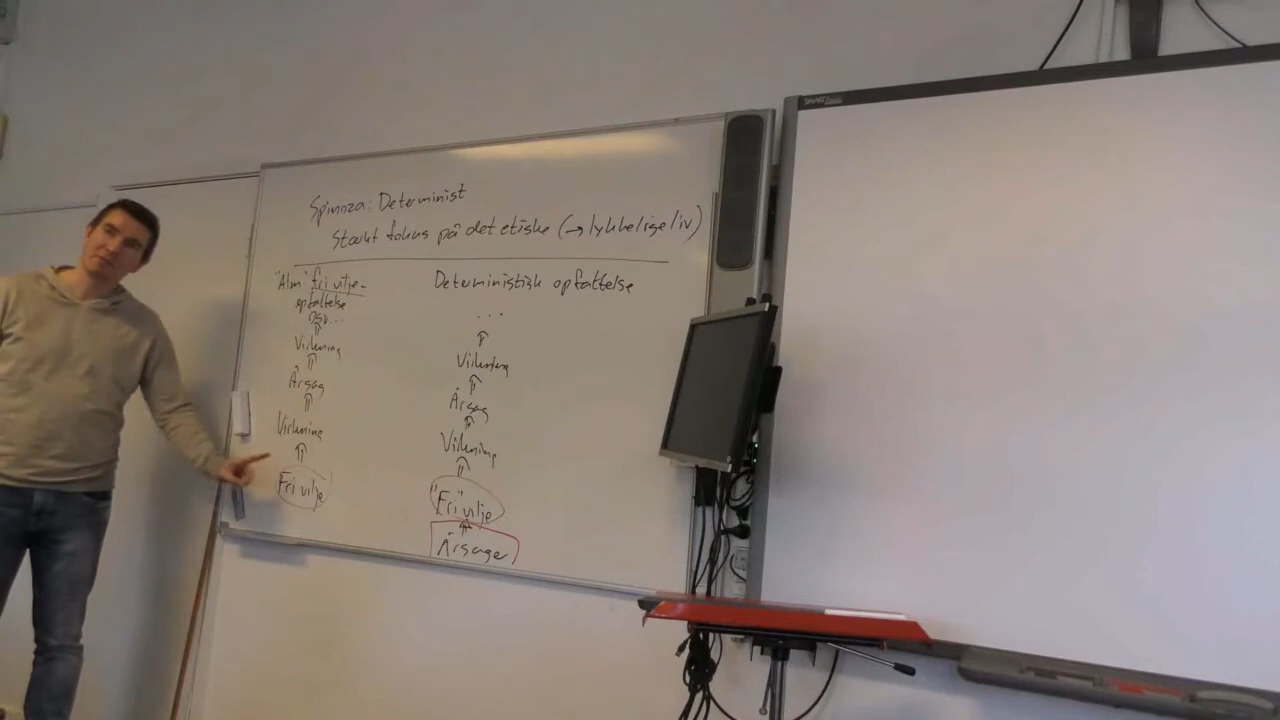 Spinoza: Determinist
Stærkt fokus på det etiske (→ lykkelige liv)
"Alm" fri vilje-
opfattelse
osv...
⇑
Virkning
⇑
Årsag
⇑
Virkning
⇑
Fri vilje
Deterministisk opfattelse
...
⇑
Virkning
⇑
Årsag
⇑
Virkning
⇑
"Fri" vilje
⇑
Årsager
SMART